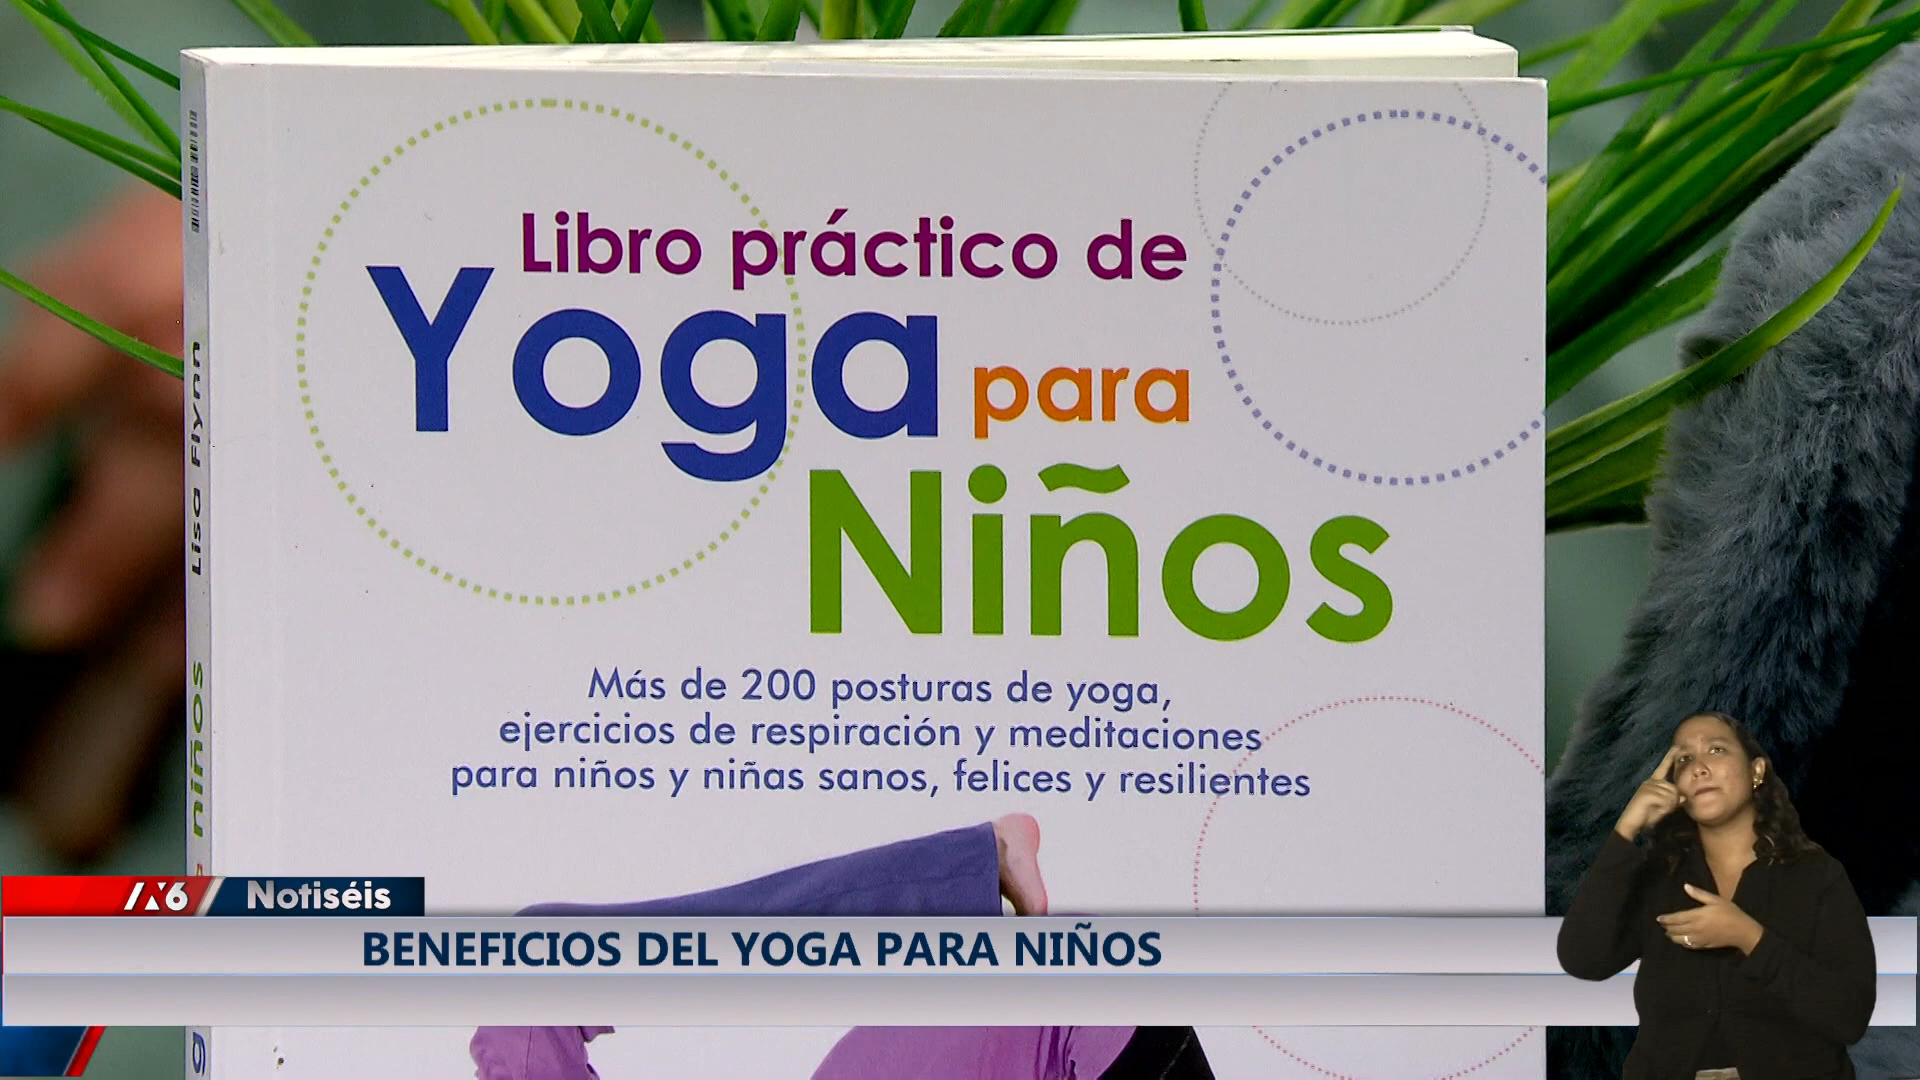 Libro práctico de
Yoga para
Niños
Más de 200 posturas de yoga,
ejercicios de respiración y meditaciones
para niños y niñas sanos, felices y resilientes
Lisa Flynn
niños
N6 Notiséis
BENEFICIOS DEL YOGA PARA NIÑOS